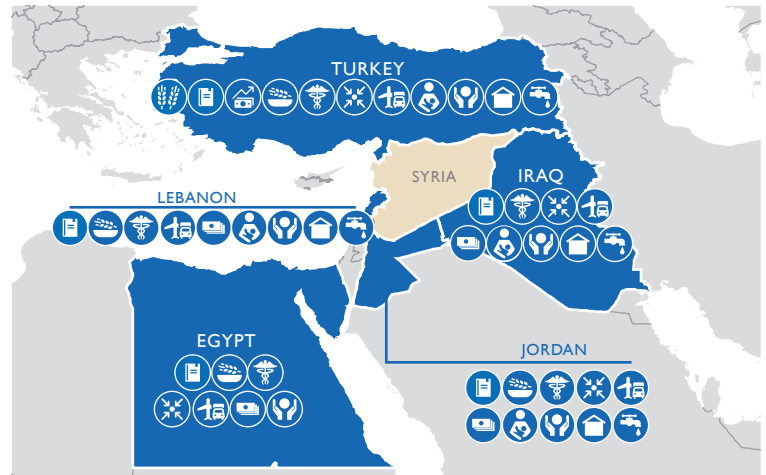 TURKEY
SYRIA
IRAQ
LEBANON
EGYPT
JORDAN